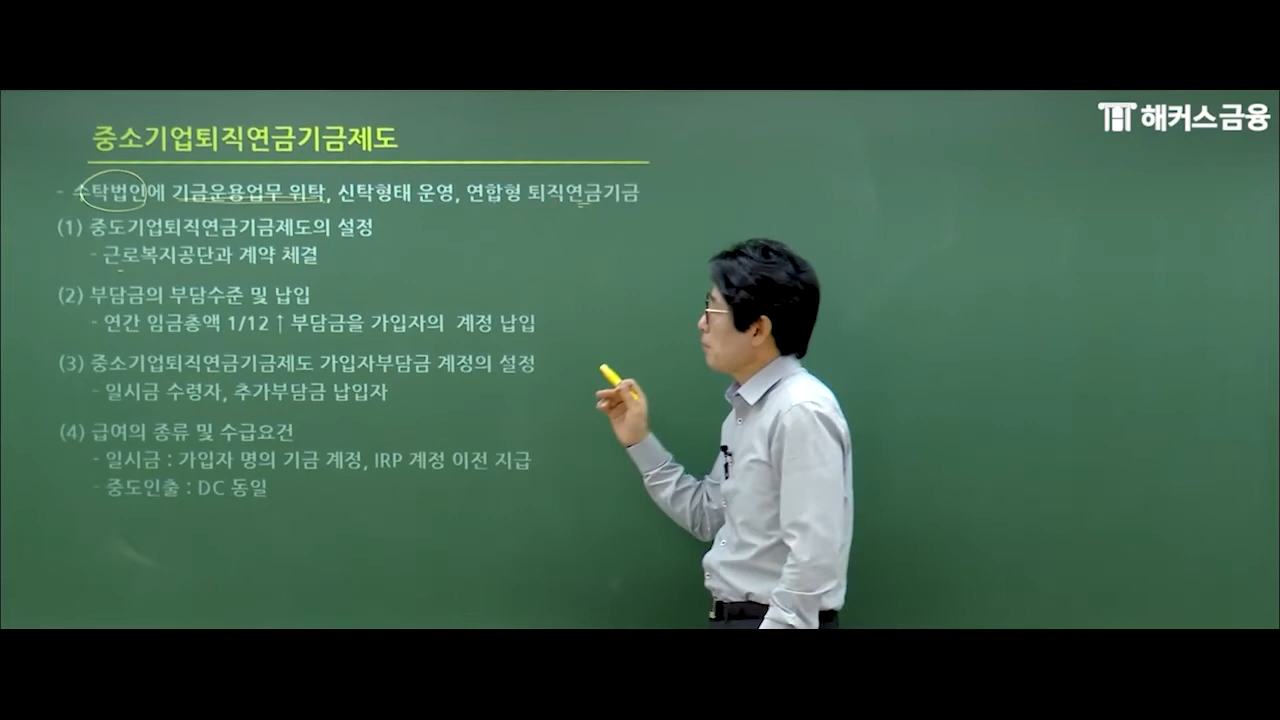 해커스금융
중소기업퇴직연금기금제도
- 수탁법인에 기금운용업무 위탁, 신탁형태 운영, 연합형 퇴직연금기금
(1) 중도기업퇴직연금기금제도의 설정
- 근로복지공단과 계약 체결
(2) 부담금의 부담수준 및 납입
- 연간 임금총액 1/12↑ 부담금을 가입자의 계정 납입
(3) 중소기업퇴직연금기금제도 가입자부담금 계정의 설정
- 일시금 수령자, 추가부담금 납입자
(4) 급여의 종류 및 수급요건
- 일시금 : 가입자 명의 기금 계정, IRP 계정 이전 지급
- 중도인출 : DC 동일